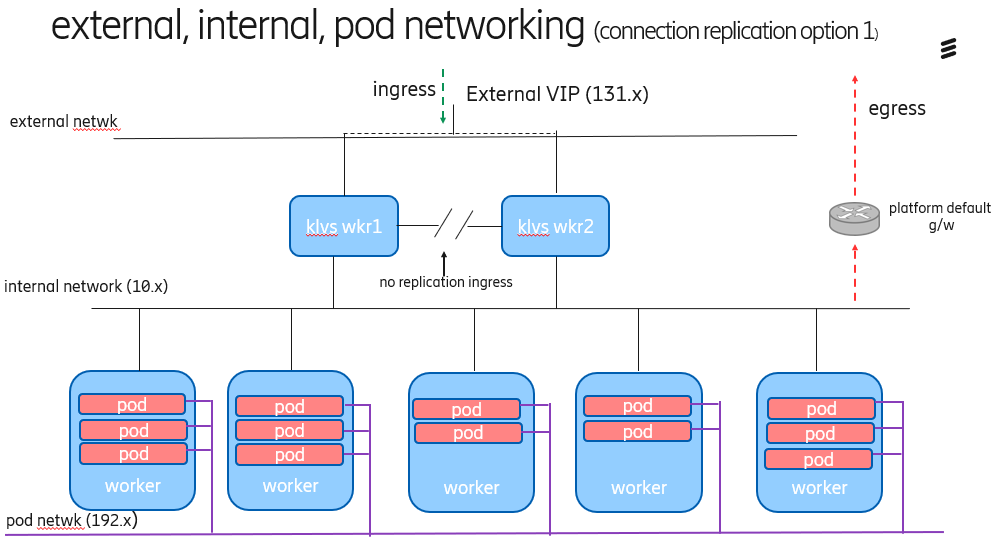 external, internal, pod networking (connection replication option 1)
ingress
External VIP (131.x)
egress
external netwk
klvs wkr1
klvs wkr2
platform default
g/w
no replication ingress
internal network (10.x)
pod
pod
pod
worker
pod
pod
pod
worker
pod
pod
worker
pod
pod
worker
pod
pod
pod
worker
pod netwk (192.x)